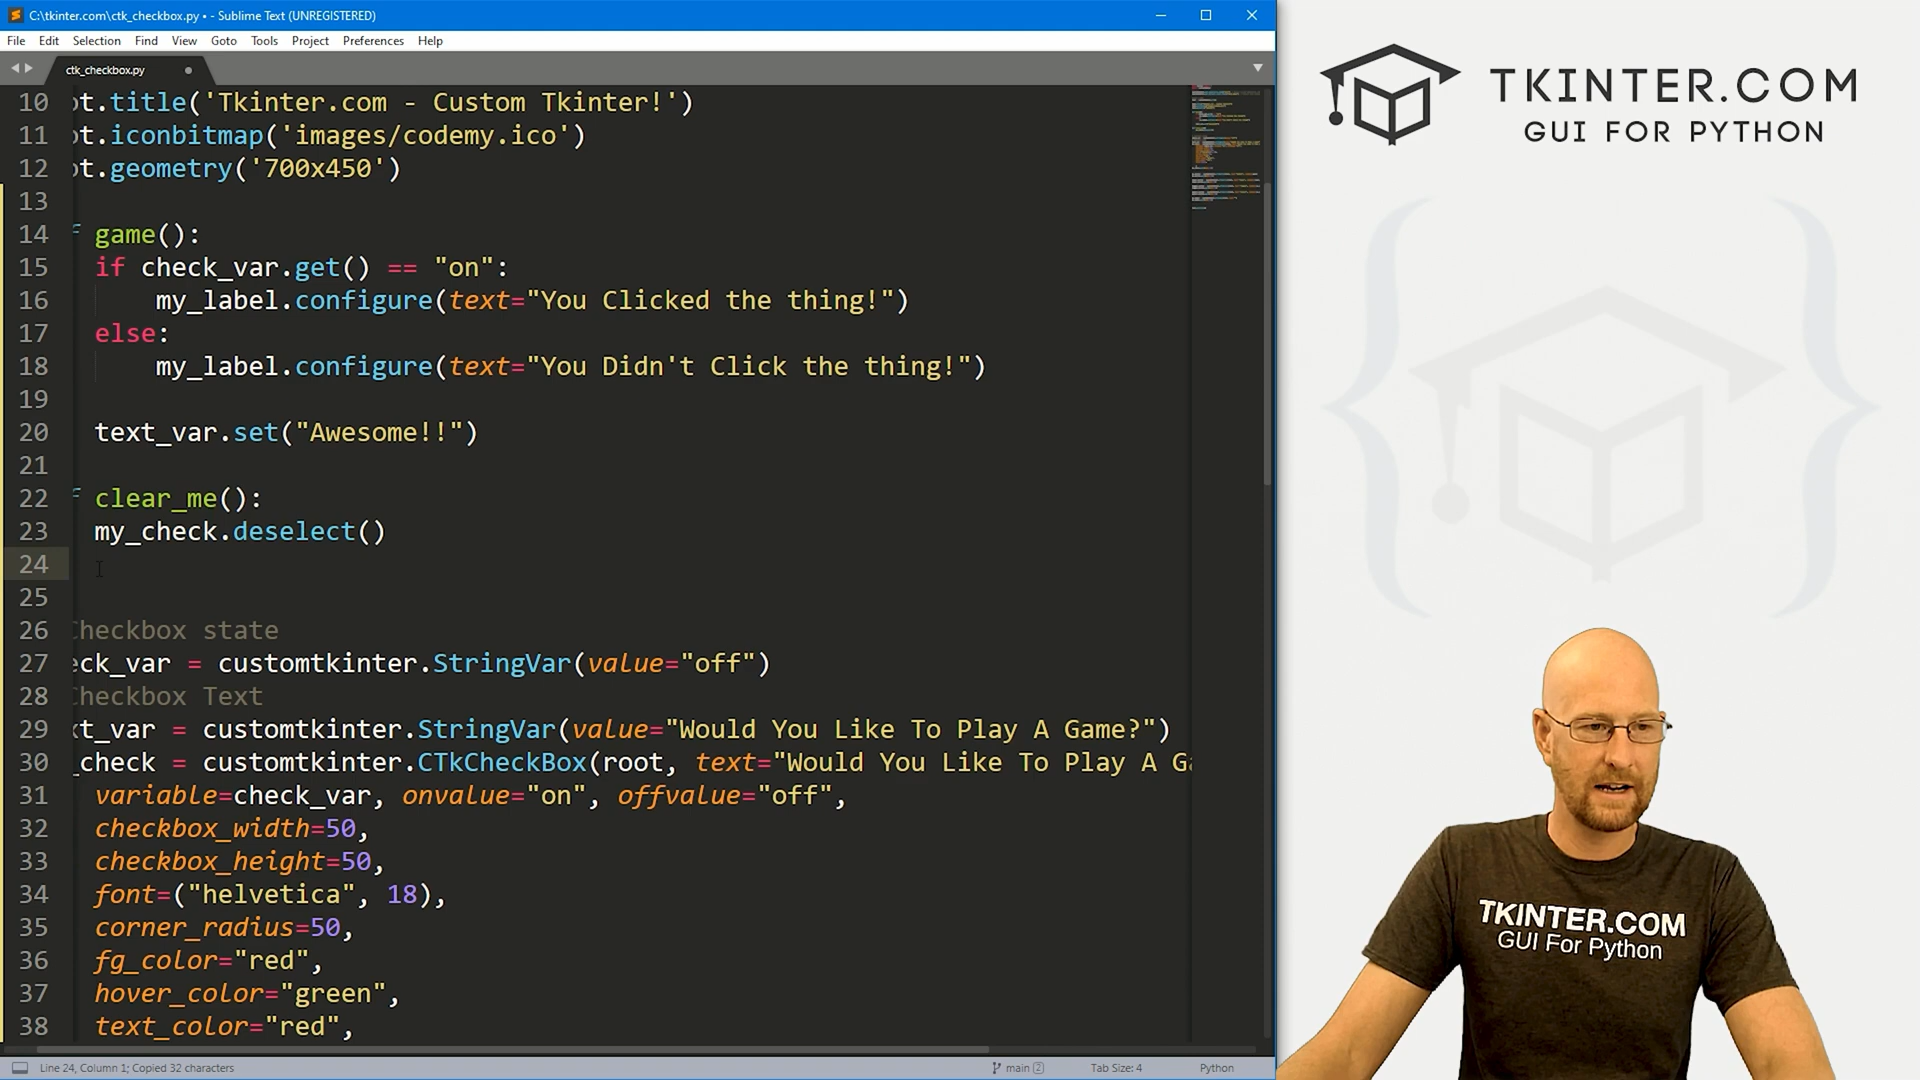 C:\tkinter.com\ctk_checkbox.py • - Sublime Text (UNREGISTERED)
File Edit Selection Find View Goto Tools Project Preferences Help
ctk_checkbox.py
10 ot.title('Tkinter.com - Custom Tkinter!')
11 ot.iconbitmap('images/codemy.ico')
12 ot.geometry('700x450')
13
14 f game():
15 if check_var.get() == "on":
16 my_label.configure(text="You Clicked the thing!")
17 else:
18 my_label.configure(text="You Didn't Click the thing!")
19
20 text_var.set("Awesome!!")
21
22 f clear_me():
23 my_check.deselect()
24
25
26 Checkbox state
27 eck_var = customtkinter.StringVar(value="off")
28 Checkbox Text
29 xt_var = customtkinter.StringVar(value="Would You Like To Play A Game?")
30 _check = customtkinter.CTkCheckBox(root, text="Would You Like To Play A Ga
31 variable=check_var, onvalue="on", offvalue="off",
32 checkbox_width=50,
33 checkbox_height=50,
34 font=("helvetica", 18),
35 corner_radius=50,
36 fg_color="red",
37 hover_color="green",
38 text_color="red",
Line 24, Column 1; Copied 32 characters main 2 Tab Size: 4 Python
TKINTER.COM
GUI FOR PYTHON
TKINTER.COM
GUI For Python